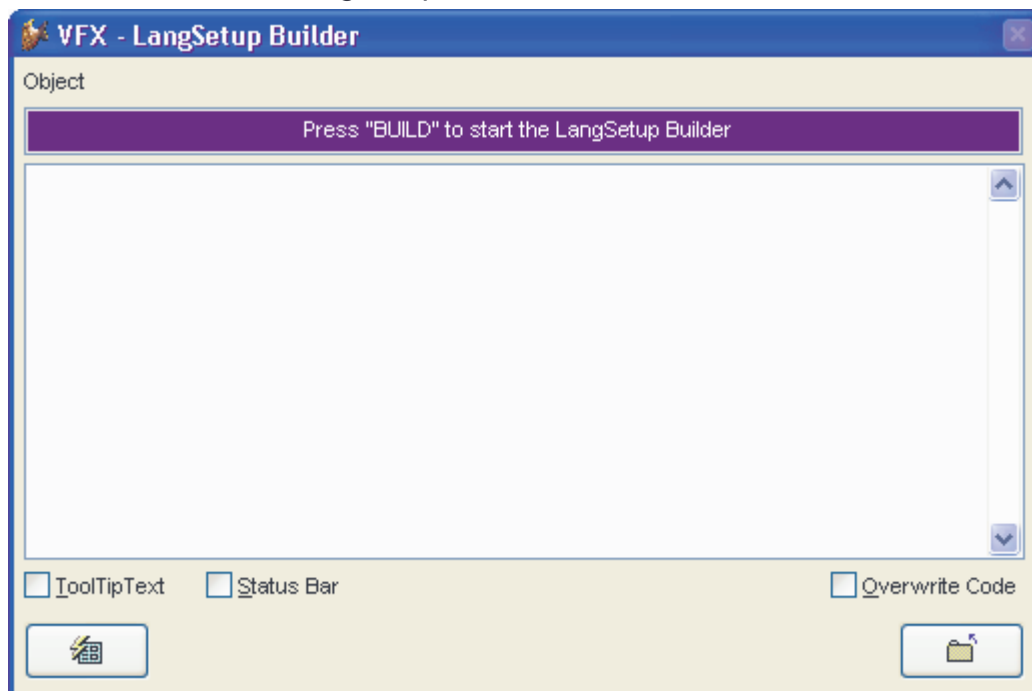 VFX - LangSetup Builder
Object
Press "BUILD" to start the LangSetup Builder
ToolTipText Status Bar Overwrite Code